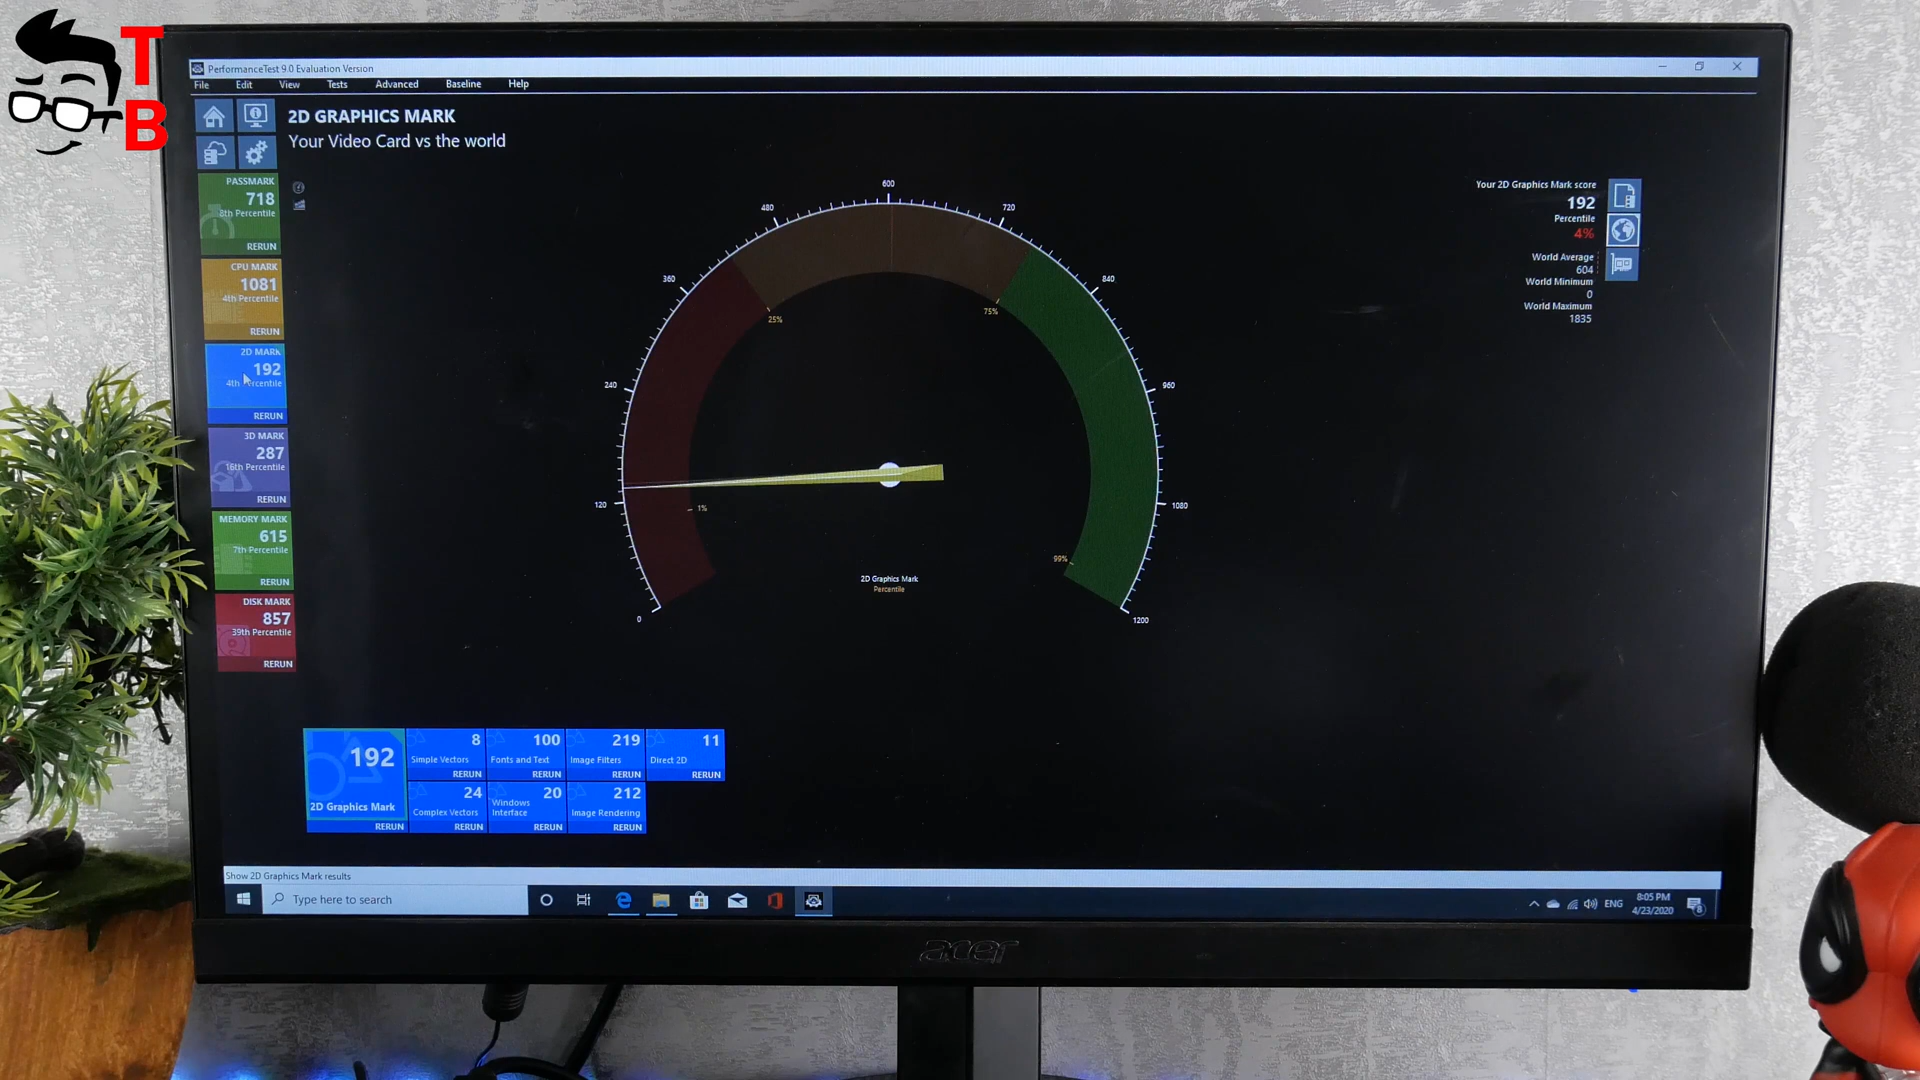 T
B
PerformanceTest 9.0 Evaluation Version
File Edit View Tests Advanced Baseline Help
2D GRAPHICS MARK
Your Video Card vs the world
PASSMARK
718
8th Percentile
RERUN
CPU MARK
1081
4th Percentile
RERUN
2D MARK
192
4th Percentile
RERUN
3D MARK
287
16th Percentile
RERUN
MEMORY MARK
615
7th Percentile
RERUN
DISK MARK
857
39th Percentile
RERUN
0
120
240
360
480
600
720
840
960
1080
1200
1%
25%
75%
99%
2D Graphics Mark
Percentile
Your 2D Graphics Mark score
192
Percentile
4%
World Average
604
World Minimum
0
World Maximum
1835
192
2D Graphics Mark
RERUN
8
Simple Vectors
RERUN
100
Fonts and Text
RERUN
219
Image Filters
RERUN
11
Direct 2D
RERUN
24
Complex Vectors
RERUN
20
Windows
Interface
RERUN
212
Image Rendering
RERUN
Show 2D Graphics Mark results
Type here to search
ENG
8:05 PM
4/23/2020
8
acer